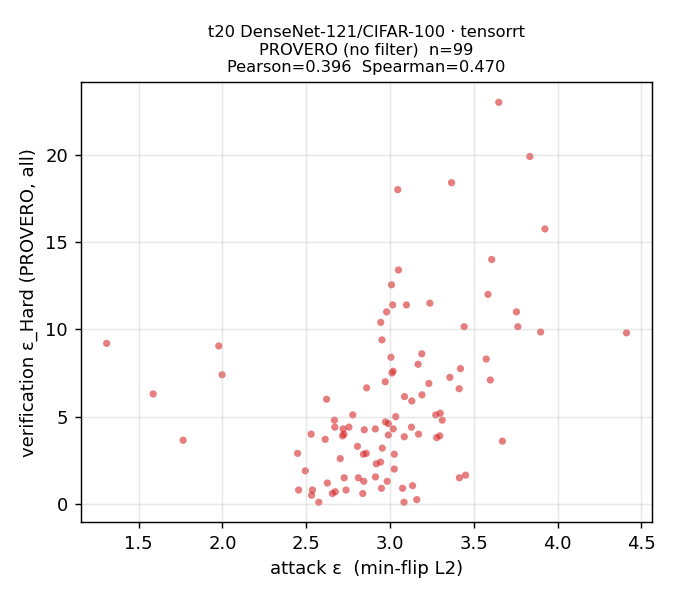 t20 DenseNet-121/CIFAR-100 · tensorrt
PROVERO (no filter)  n=99
Pearson=0.396  Spearman=0.470
verification ε_Hard (PROVERO, all)
20
15
10
5
0
1.5 2.0 2.5 3.0 3.5 4.0 4.5
attack ε  (min-flip L2)